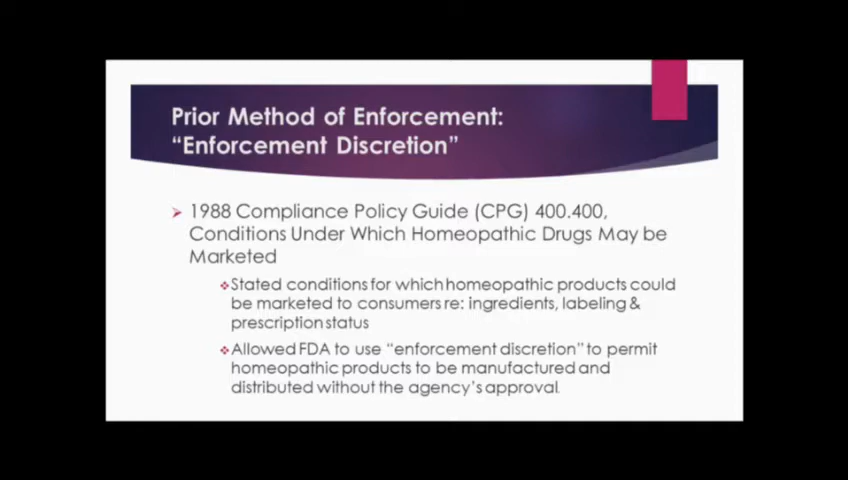 Prior Method of Enforcement:
“Enforcement Discretion”
1988 Compliance Policy Guide (CPG) 400.400,
Conditions Under Which Homeopathic Drugs May be
Marketed
Stated conditions for which homeopathic products could
be marketed to consumers re: ingredients, labeling &
prescription status
Allowed FDA to use “enforcement discretion” to permit
homeopathic products to be manufactured and
distributed without the agency’s approval.